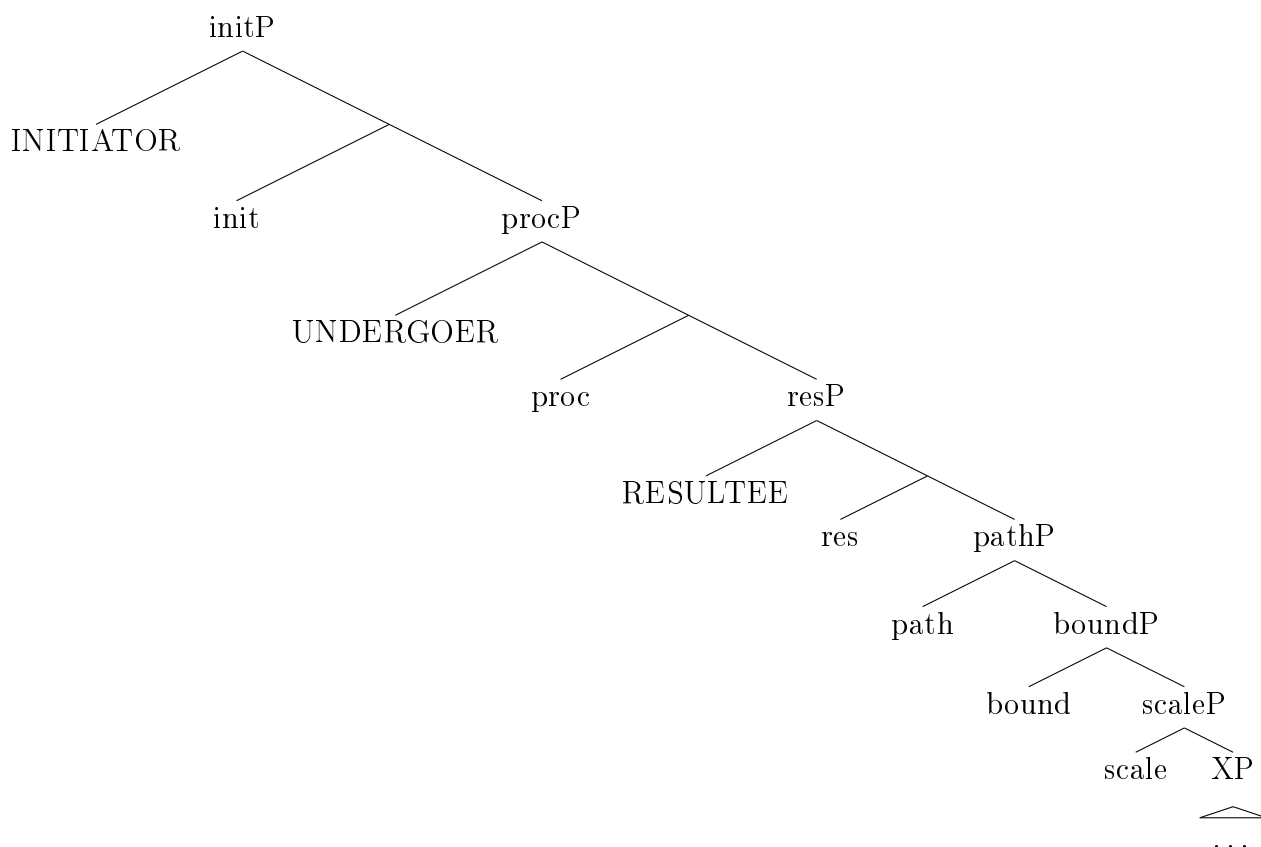 initP
INITIATOR
init procP
UNDERGOER
proc resP
RESULTEE
res pathP
path boundP
bound scaleP
scale XP
...